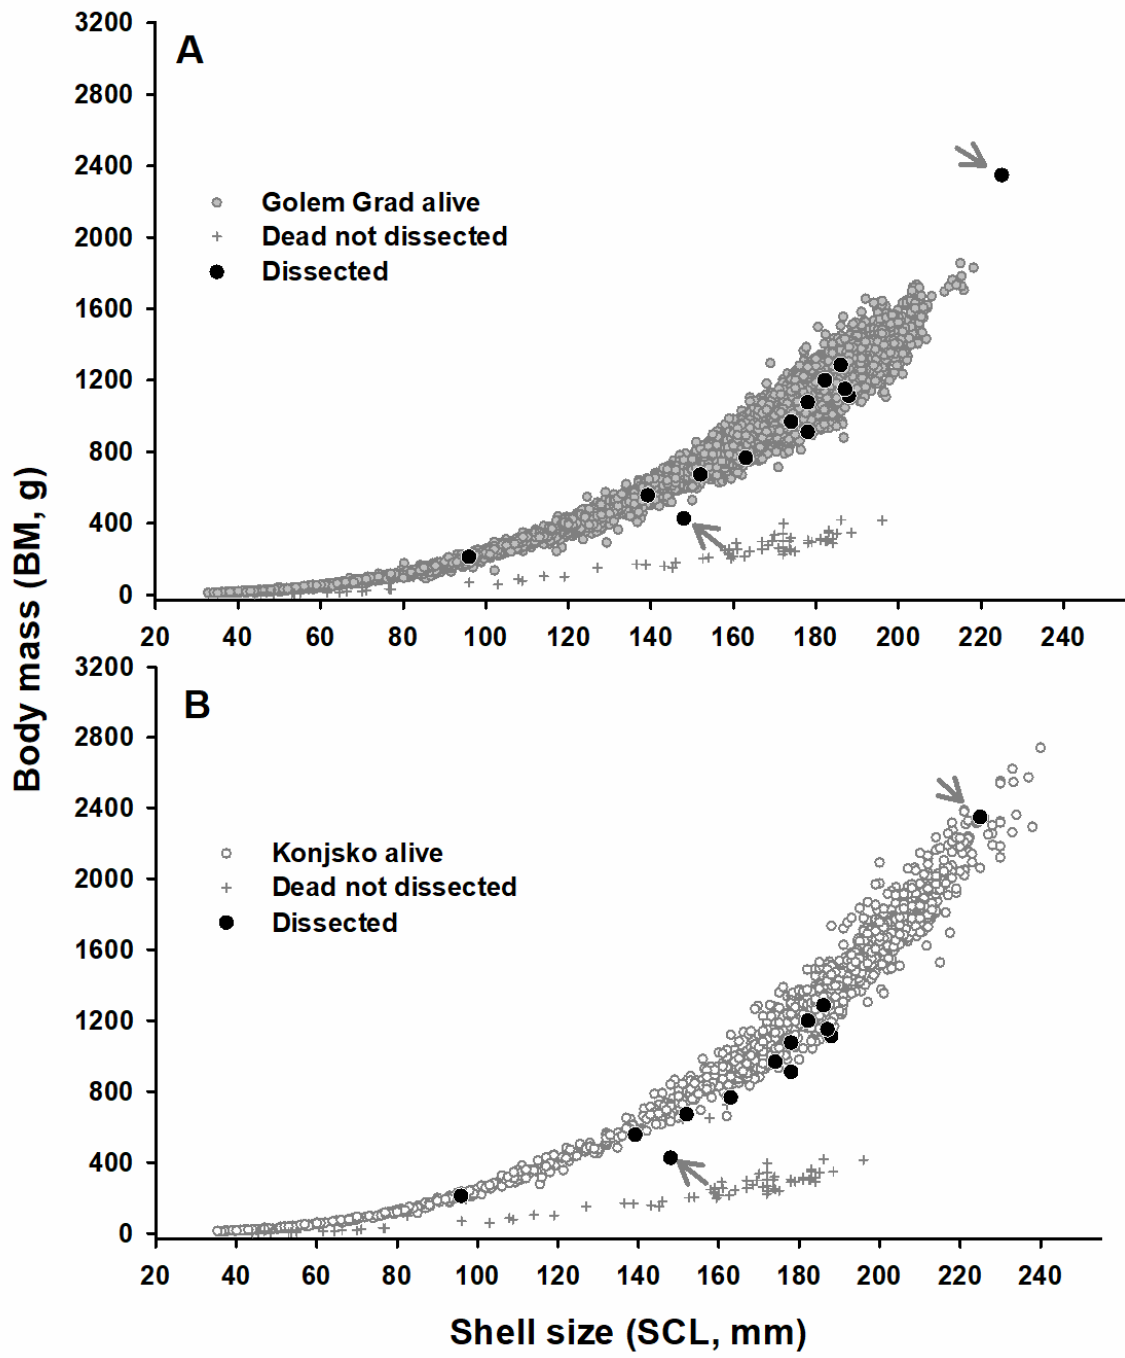 A
3200
2800
2400
2000
1600
1200
800
400
0
Golem Grad alive
Dead not dissected
Dissected
20 40 60 80 100 120 140 160 180 200 220 240
Body mass (BM, g)
B
3200
2800
2400
2000
1600
1200
800
400
0
Konjsko alive
Dead not dissected
Dissected
20 40 60 80 100 120 140 160 180 200 220 240
Shell size (SCL, mm)